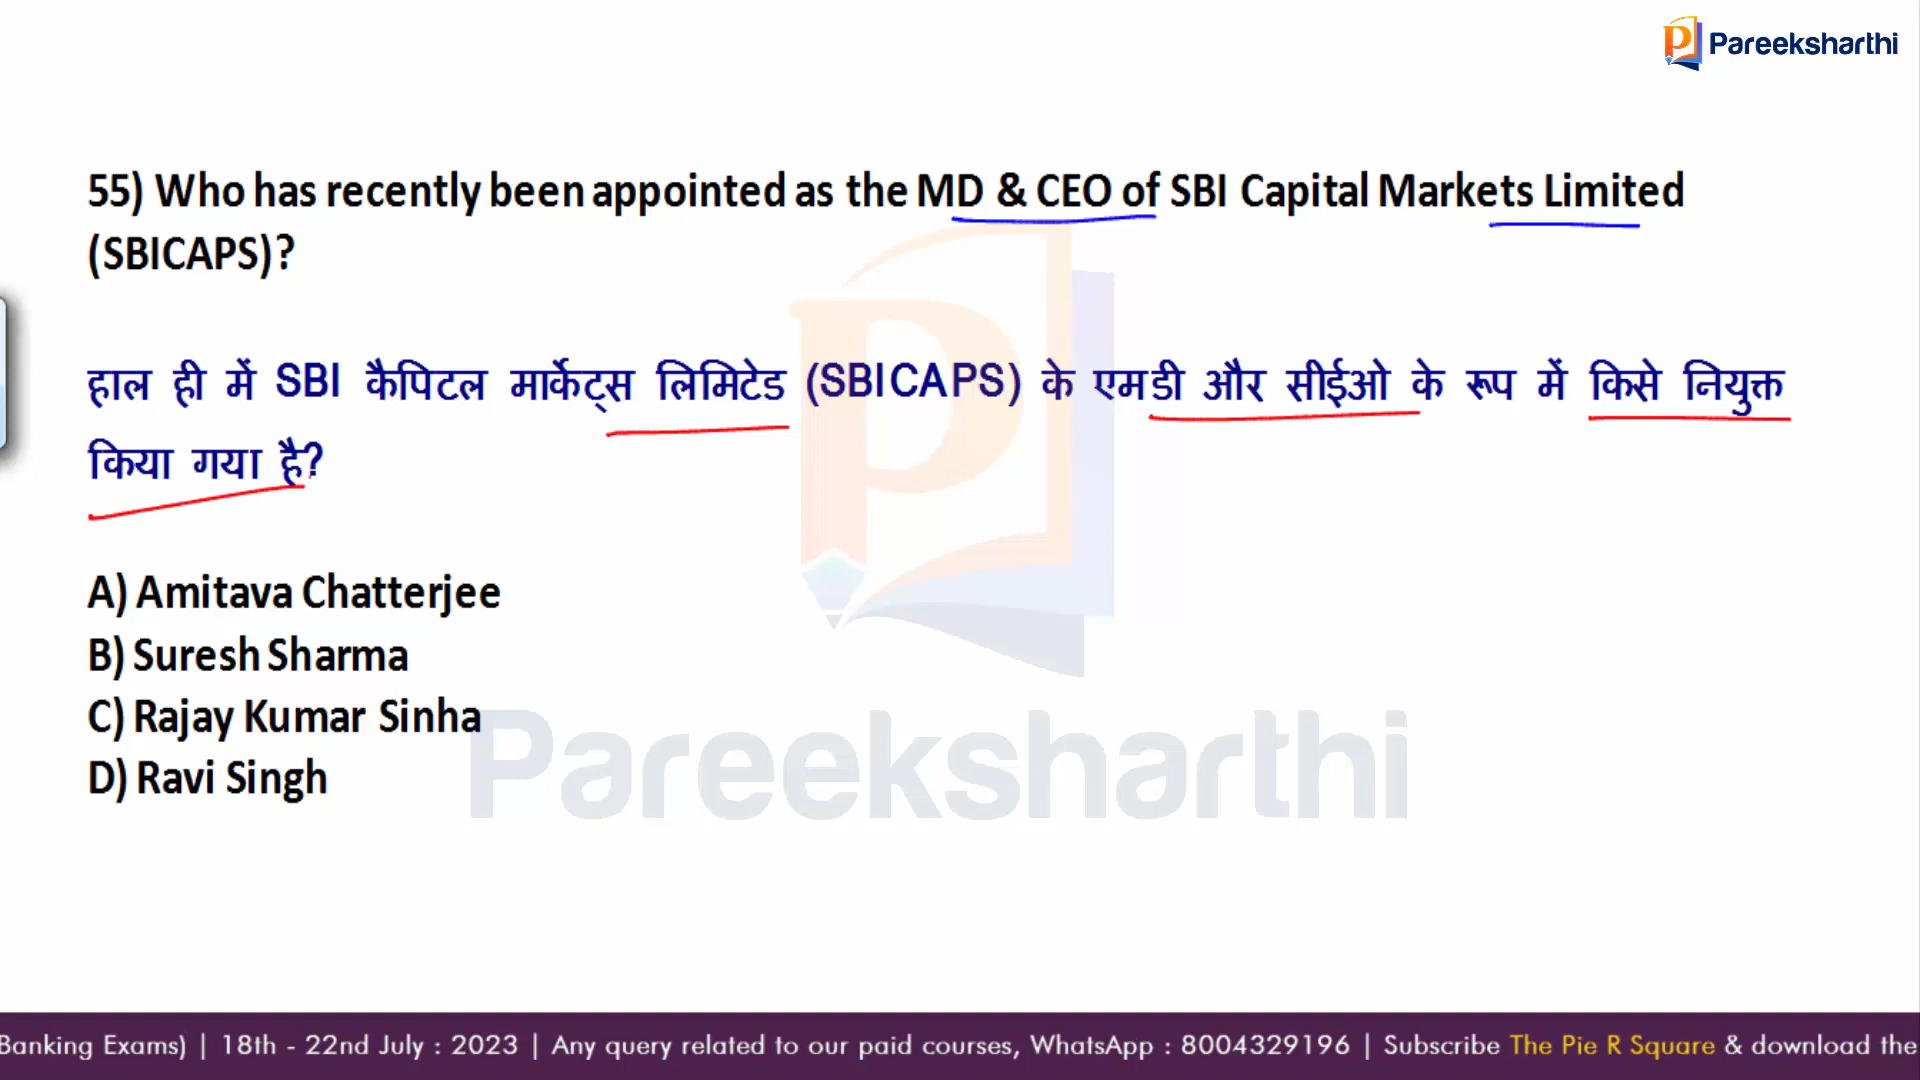 Pareeksharthi
55) Who has recently been appointed as the MD & CEO of SBI Capital Markets Limited
(SBICAPS)?
हाल ही में SBI कैपिटल मार्केट्स लिमिटेड (SBICAPS) के एमडी और सीईओ के रूप में किसे नियुक्त
किया गया है?
A) Amitava Chatterjee
B) Suresh Sharma
C) Rajay Kumar Sinha
D) Ravi Singh
Pareeksharthi
Banking Exams) | 18th - 22nd July : 2023 | Any query related to our paid courses, WhatsApp : 8004329196 | Subscribe The Pie R Square & download the